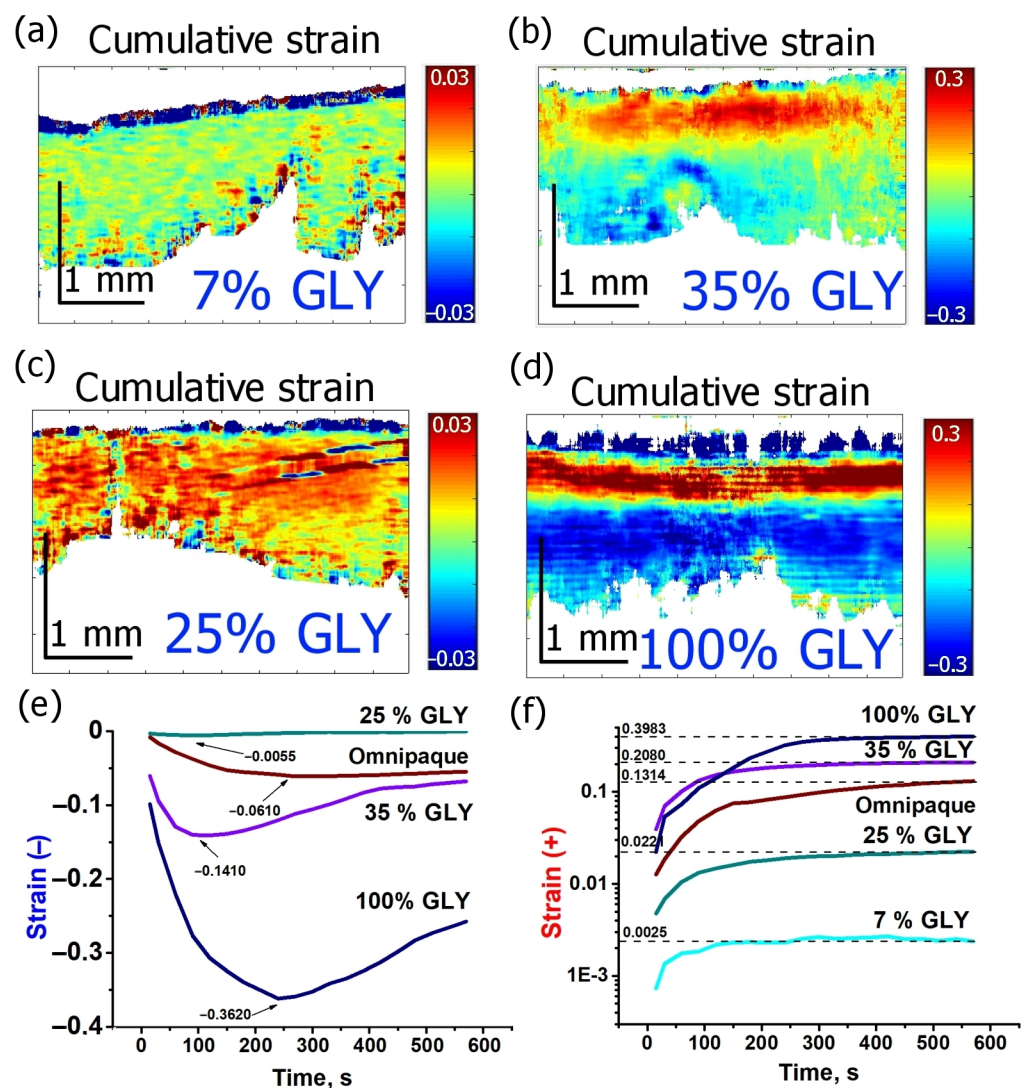 (a) Cumulative strain
0.03
1 mm
7% GLY
−0.03
(b) Cumulative strain
0.3
1 mm
35% GLY
−0.3
(c) Cumulative strain
0.03
1 mm
25% GLY
−0.03
(d) Cumulative strain
0.3
1 mm
100% GLY
−0.3
(e)
Strain (−)
0
−0.1
−0.2
−0.3
−0.4
25 % GLY
−0.0055
Omnipaque
−0.0610
35 % GLY
−0.1410
100% GLY
−0.3620
0 100 200 300 400 500 600
Time, s
(f)
Strain (+)
0.1
0.01
1E-3
0.3983
100% GLY
0.2080
35 % GLY
0.1314
Omnipaque
0.0221
25 % GLY
0.0025
7 % GLY
0 100 200 300 400 500 600
Time, s